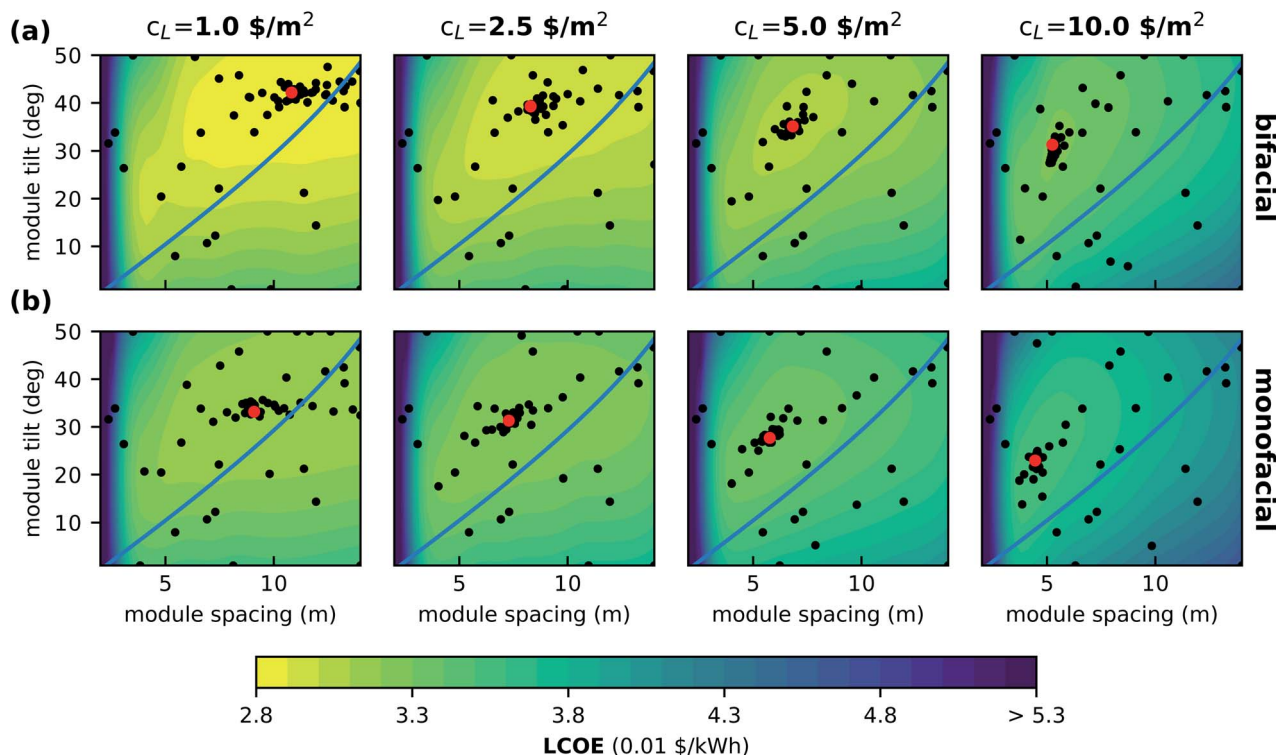 (a)
c_L=1.0 $/m² c_L=2.5 $/m² c_L=5.0 $/m² c_L=10.0 $/m²
50
40
30
20
10
module tilt (deg)
bifacial
(b)
50
40
30
20
10
module tilt (deg)
monofacial
5 10 5 10 5 10 5 10
module spacing (m) module spacing (m) module spacing (m) module spacing (m)
2.8 3.3 3.8 4.3 4.8 > 5.3
LCOE (0.01 $/kWh)